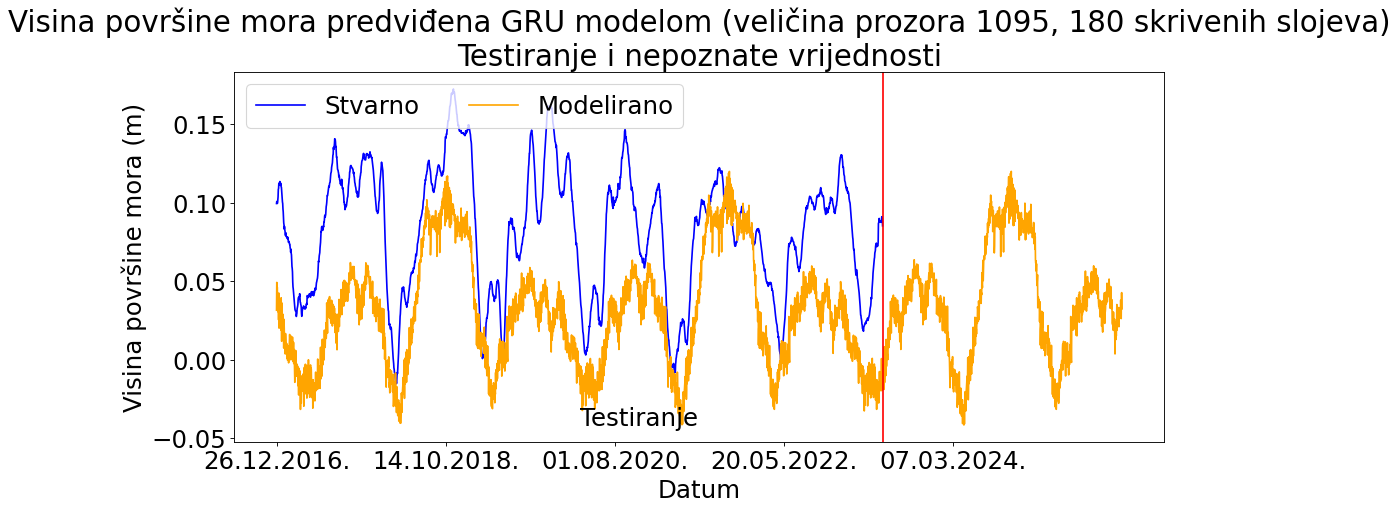 Visina površine mora predviđena GRU modelom (veličina prozora 1095, 180 skrivenih slojeva)
Testiranje i nepoznate vrijednosti
Stvarno Modelirano
Visina površine mora (m)
0.15
0.10
0.05
0.00
−0.05
Testiranje
26.12.2016. 14.10.2018. 01.08.2020. 20.05.2022. 07.03.2024.
Datum